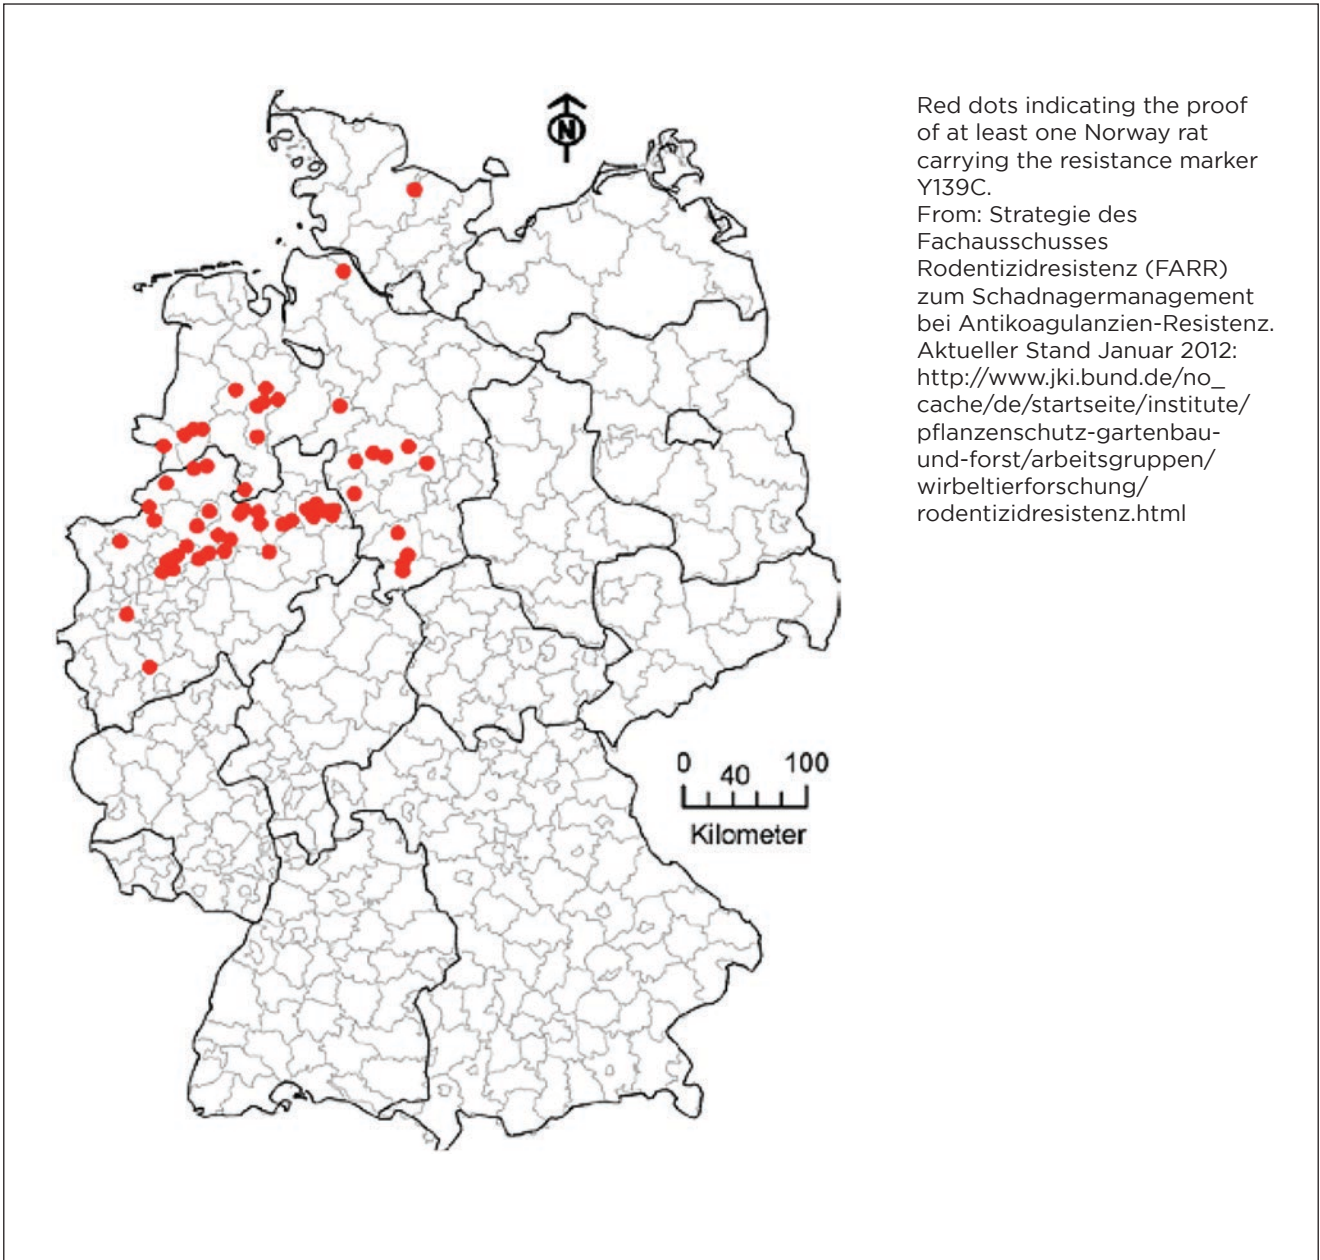 N
Red dots indicating the proof
of at least one Norway rat
carrying the resistance marker
Y139C.
From: Strategie des
Fachausschusses
Rodentizidresistenz (FARR)
zum Schadnagermanagement
bei Antikoagulanzien-Resistenz.
Aktueller Stand Januar 2012:
http://www.jki.bund.de/no_
cache/de/startseite/institute/
pflanzenschutz-gartenbau-
und-forst/arbeitsgruppen/
wirbeltierforschung/
rodentizidresistenz.html
0 40 100
Kilometer